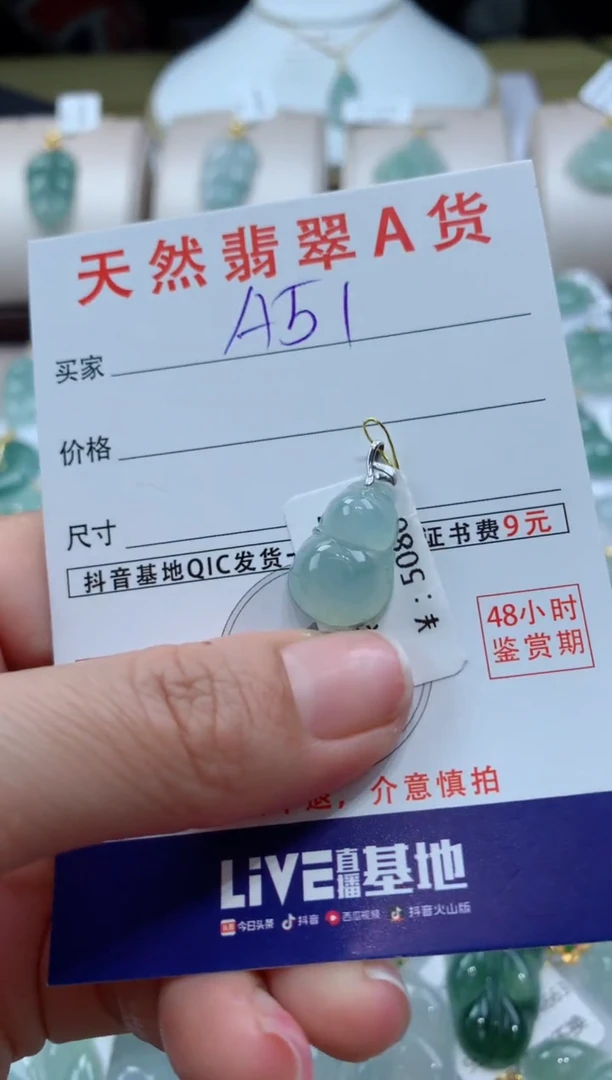 天然翡翠A货
A51
买家
价格
尺寸
抖音基地QIC发货
证书费9元
5080
48小时
鉴赏期
退，介意慎拍
LiVE直播基地
今日头条 抖音 西瓜视频 抖音火山版